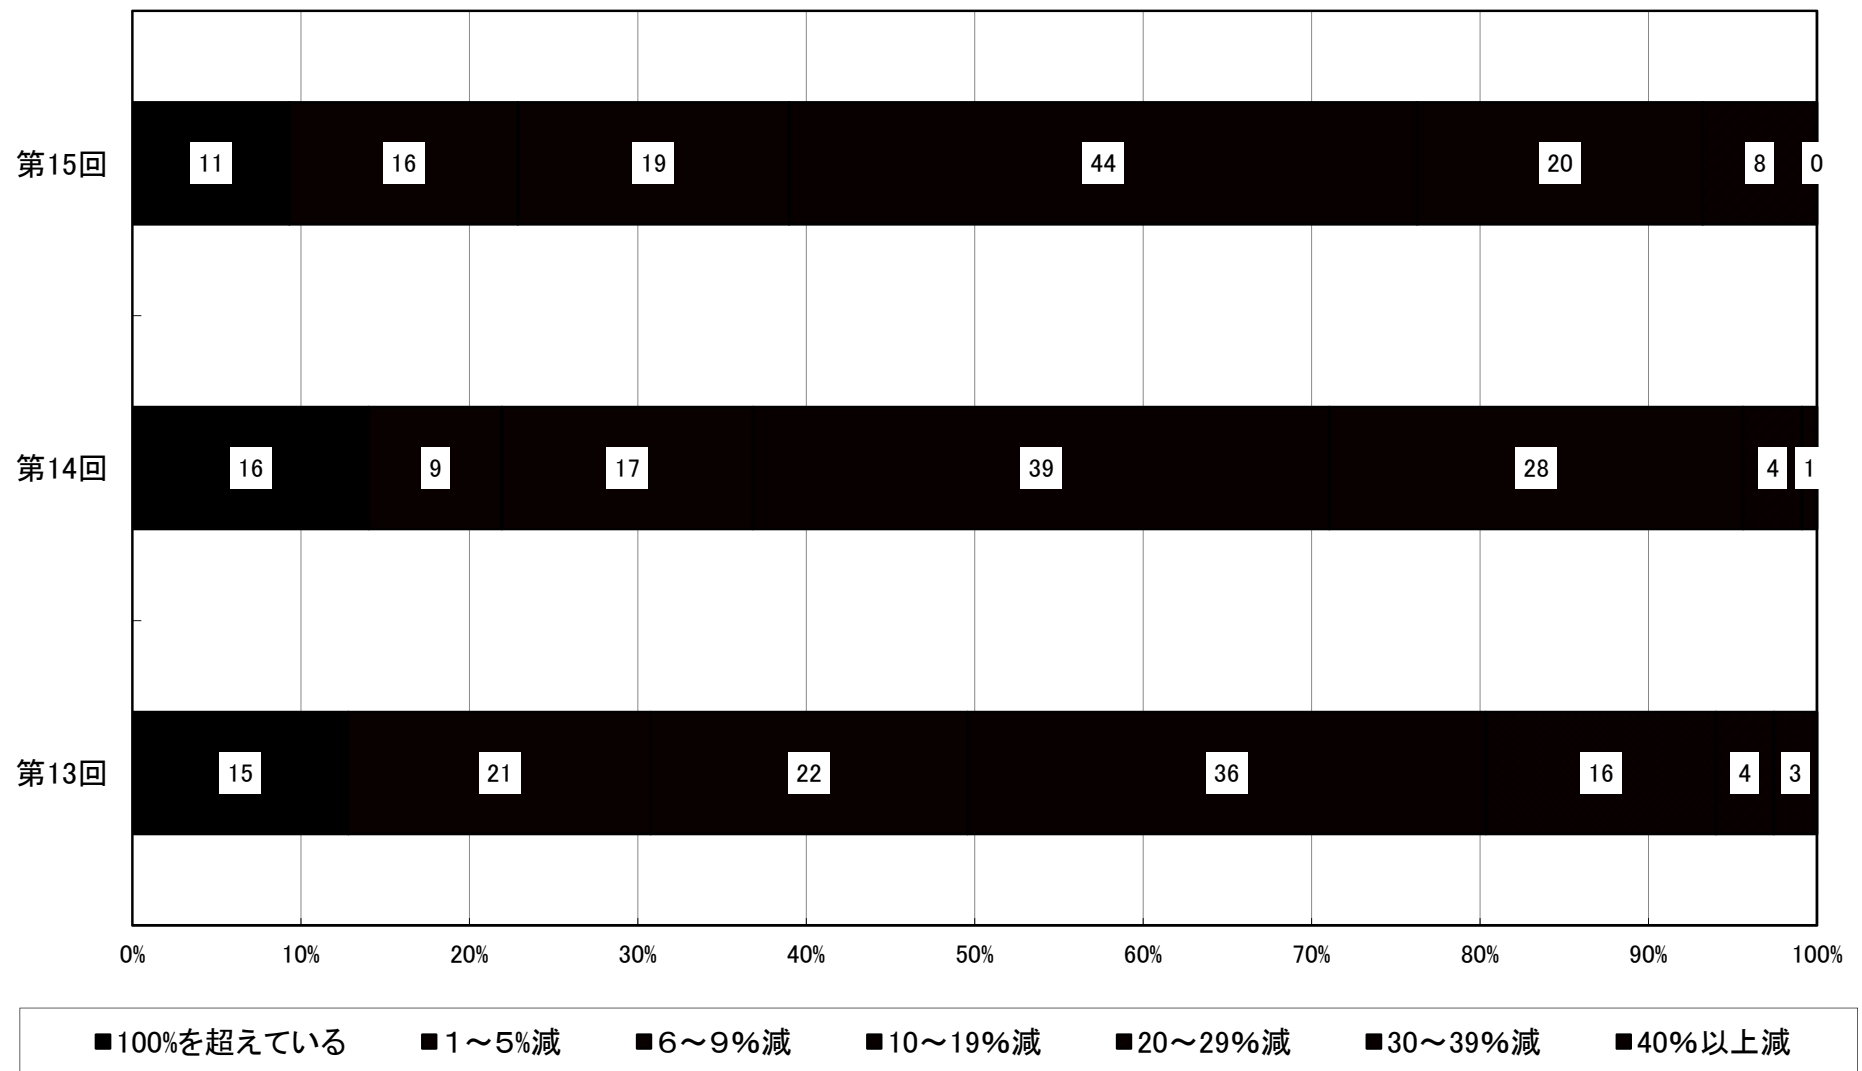 第15回 11 16 19 44 20 8 0
第14回 16 9 17 39 28 4 1
第13回 15 21 22 36 16 4 3
0% 10% 20% 30% 40% 50% 60% 70% 80% 90% 100%
■100%を超えている ■１～５%減 ■６～９％減 ■10～19％減 ■20～29％減 ■30～39％減 ■40％以上減